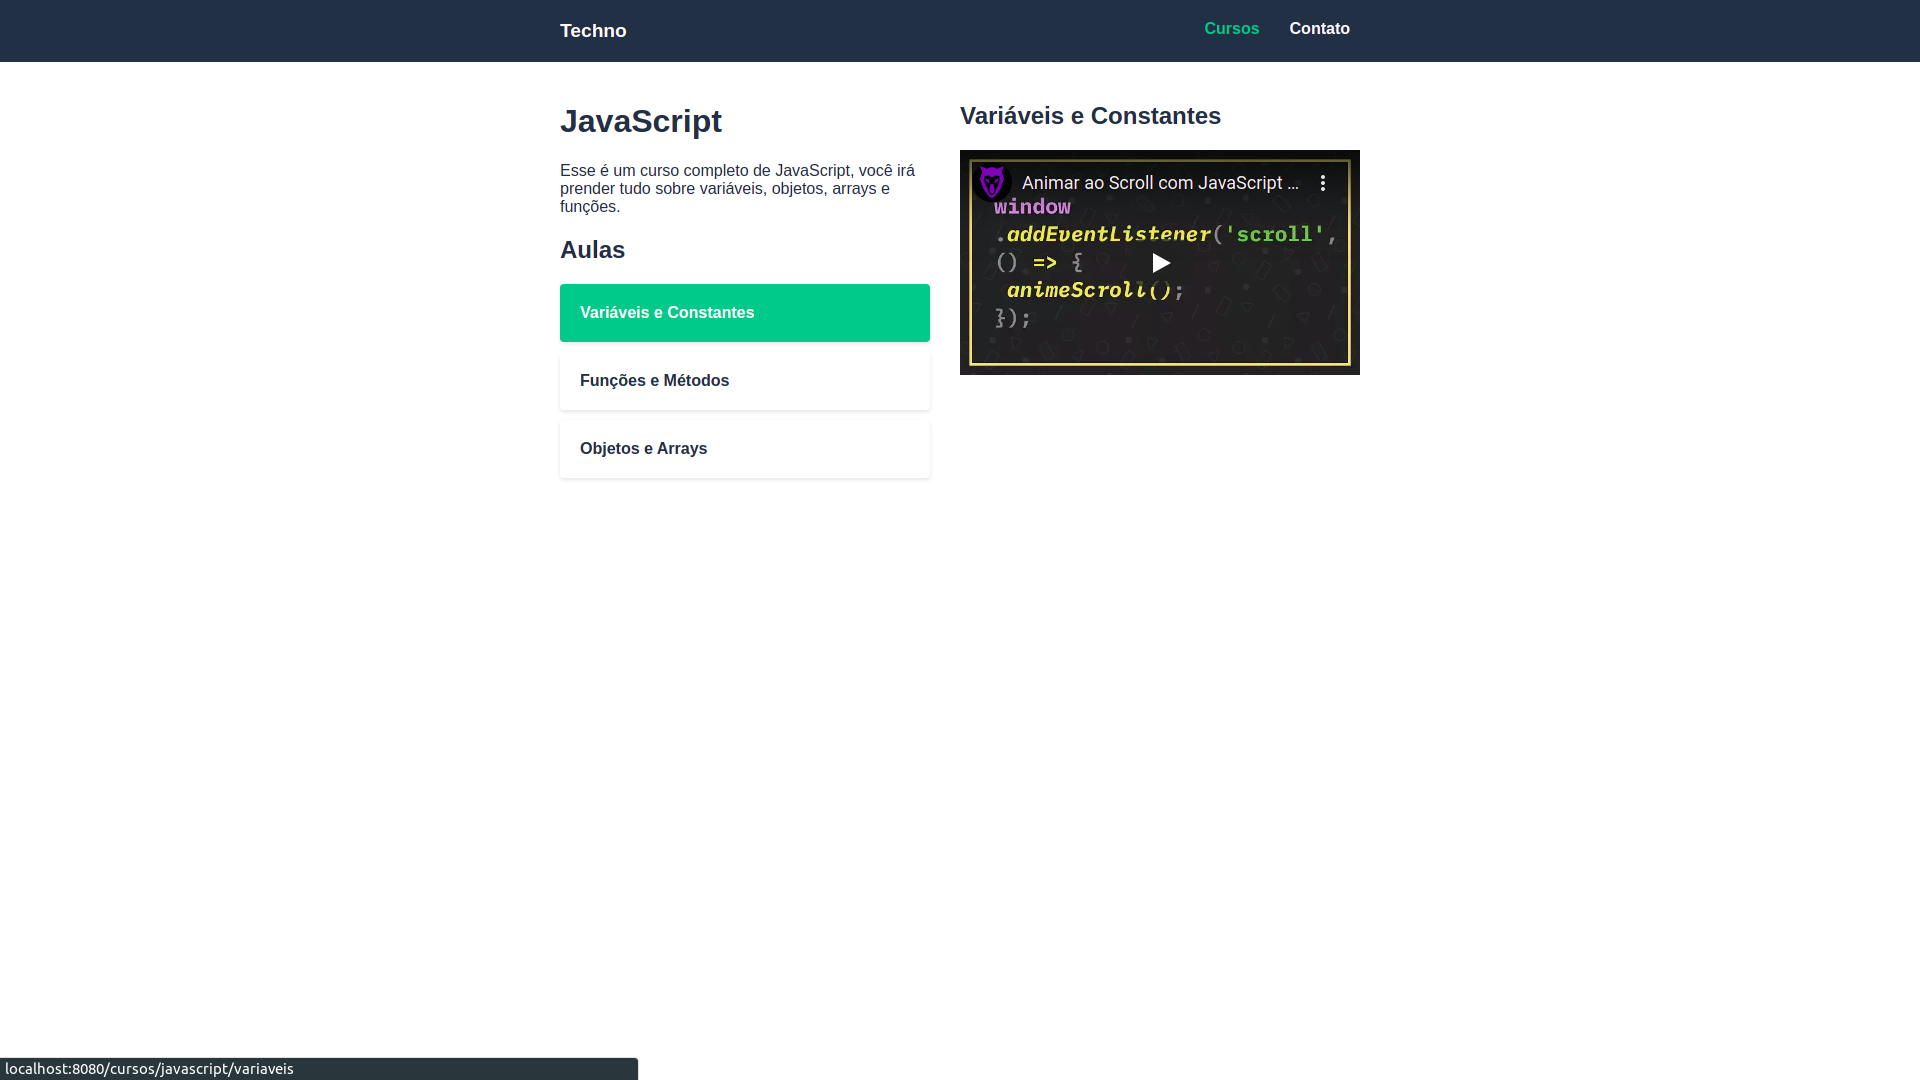 Techno
Cursos
Contato
JavaScript
Esse é um curso completo de JavaScript, você irá
prender tudo sobre variáveis, objetos, arrays e
funções.
Aulas
Variáveis e Constantes
Funções e Métodos
Objetos e Arrays
Variáveis e Constantes
Animar ao Scroll com JavaScript ...
window
.addEventListener('scroll',
() => {
animeScroll();
});
localhost:8080/cursos/javascript/variaveis